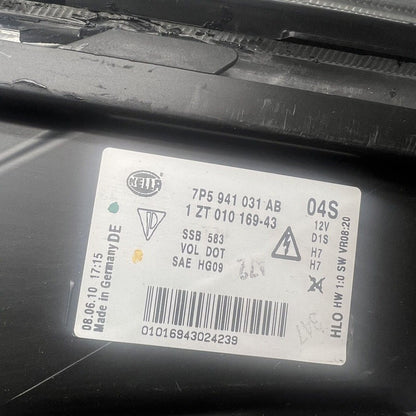 HELLA
7P5 941 031 AB
1 ZT 010 169-43
04S
12V
D1S
H7
H7
SSB 583
VOL DOT
SAE HG09
01016943024239
08.06.10 17:15
Made in Germany DE
HLO HW 1:0 SW VR08:20